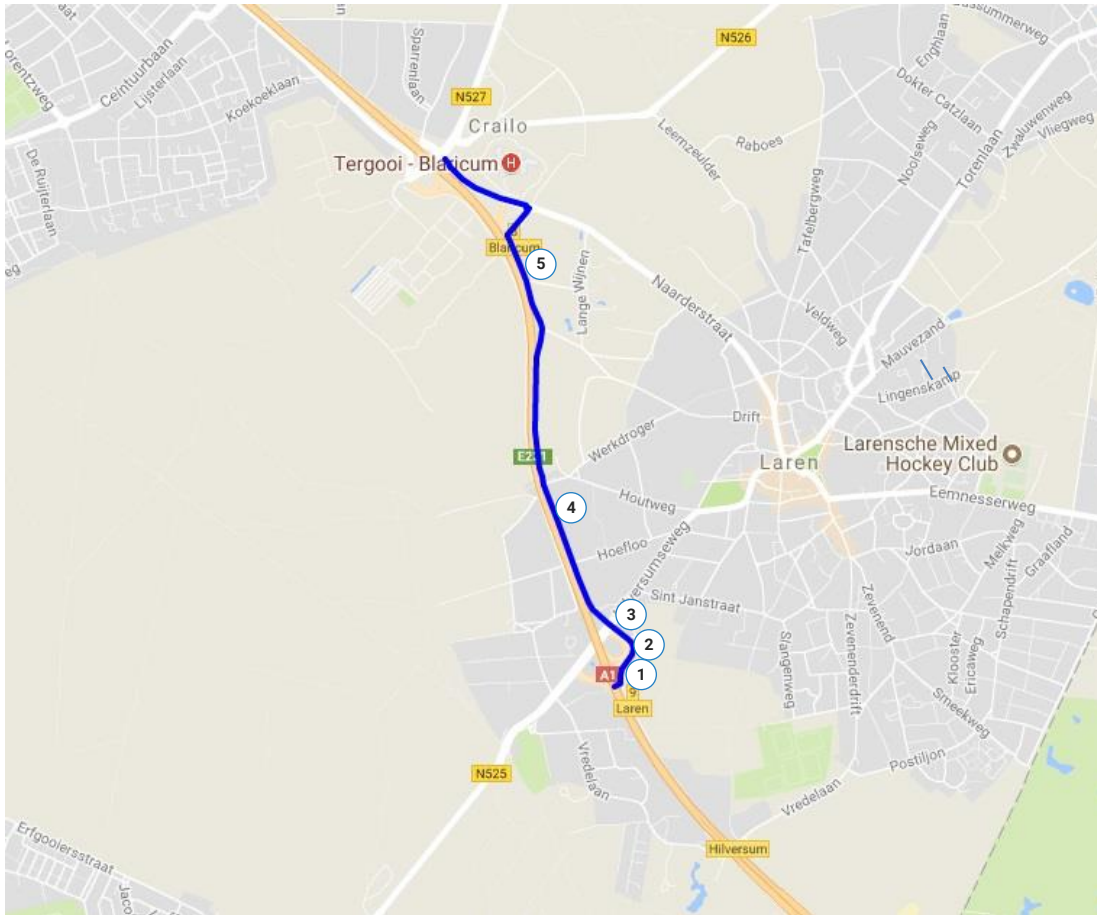 Lorentzweg
Ceintuurbaan
Lijsterlaan
Koekoeklaan
De Ruijterlaan
Sparrenlaan
N527
Crailo
N526
Enghlaan
Dokter Catzlaan
Zwaluwenweg
Vliegweg
Torenlaan
Noolseweg
Raboes
Leemzeulder
Tafelbergweg
Tergooi - Blaricum
H
Blaricum
5
Lange Wijnen
Naarderstraat
Veldweg
Mauvezand
Lingenskamp
Drift
Werkdroger
Laren
Larensche Mixed
Hockey Club
Eemnesserweg
Houtweg
4
Hoefloo
Jordaan
Melkweg
Graafland
Sint Janstraat
Zevenend
Schapendrift
3
2
1
A1
9
Laren
Slangenweg
Zevenenderdrift
Klooster
Ericaweg
Smeekweg
Postiljon
N525
Vredelaan
Vredelaan
Hilversum
Erfgooiersstraat